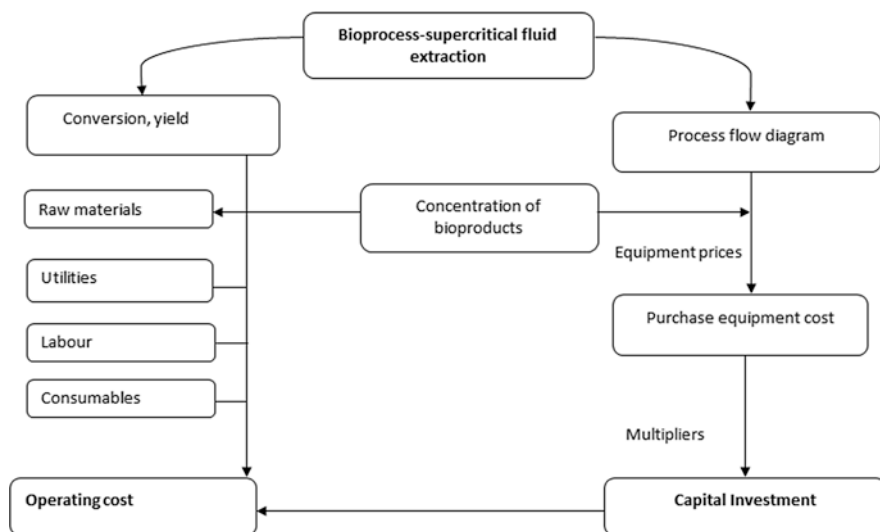 Bioprocess-supercritical fluid
extraction
Conversion, yield
Process flow diagram
Raw materials
Concentration of
bioproducts
Equipment prices
Utilities
Purchase equipment cost
Labour
Consumables
Multipliers
Operating cost
Capital Investment